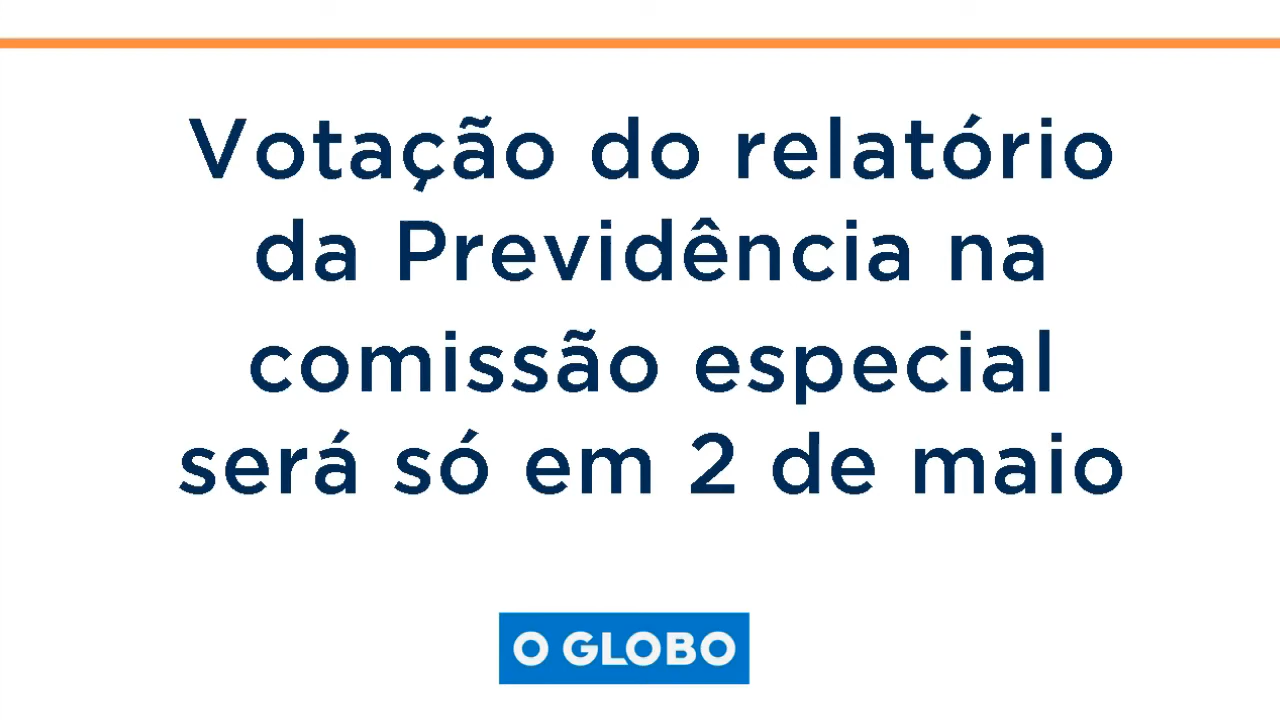 Votação do relatório
da Previdência na
comissão especial
será só em 2 de maio
O GLOBO